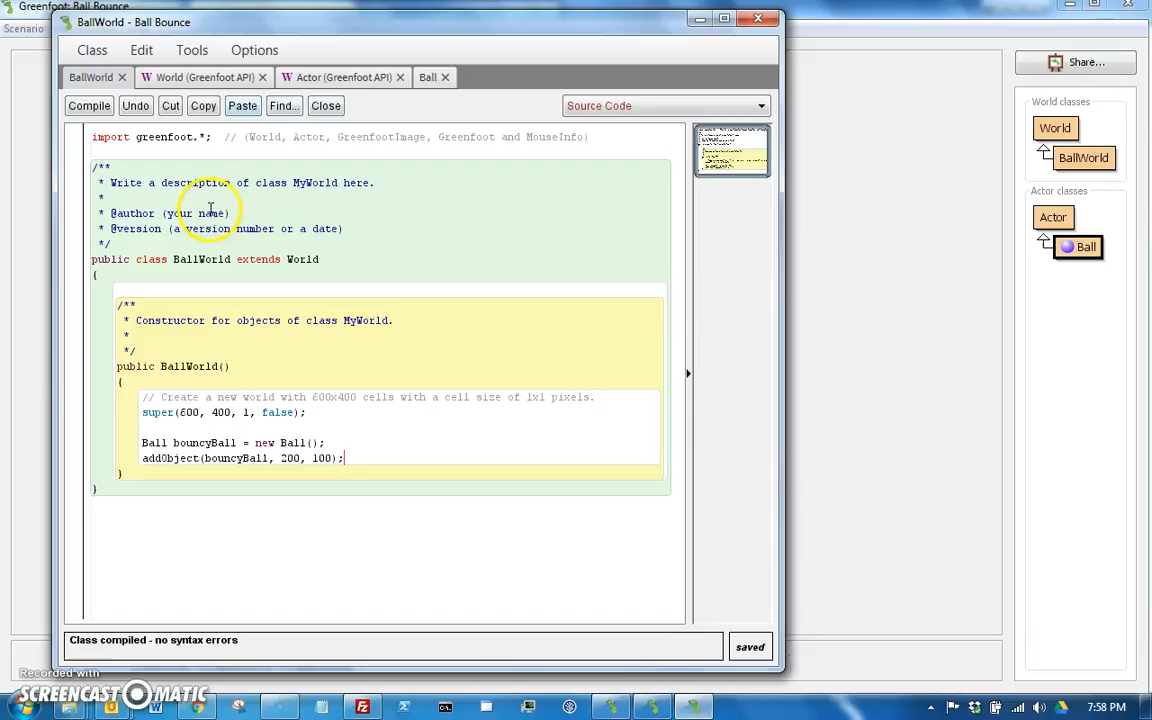 Greenfoot: Ball Bounce
Scenario
BallWorld - Ball Bounce
Class Edit Tools Options
BallWorld × W World (Greenfoot API) × W Actor (Greenfoot API) × Ball ×
Compile Undo Cut Copy Paste Find... Close Source Code
import greenfoot.*; // (World, Actor, GreenfootImage, Greenfoot and MouseInfo)
/**
* Write a description of class MyWorld here.
*
* @author (your name)
* @version (a version number or a date)
*/
public class BallWorld extends World
{
/**
* Constructor for objects of class MyWorld.
*
*/
public BallWorld()
{
// Create a new world with 600x400 cells with a cell size of 1x1 pixels.
super(600, 400, 1, false);
Ball bouncyBall = new Ball();
addObject(bouncyBall, 200, 100);
}
}
Class compiled - no syntax errors
saved
Share...
World classes
World
BallWorld
Actor classes
Actor
Ball
Recorded with
SCREENCAST-O-MATIC
7:58 PM